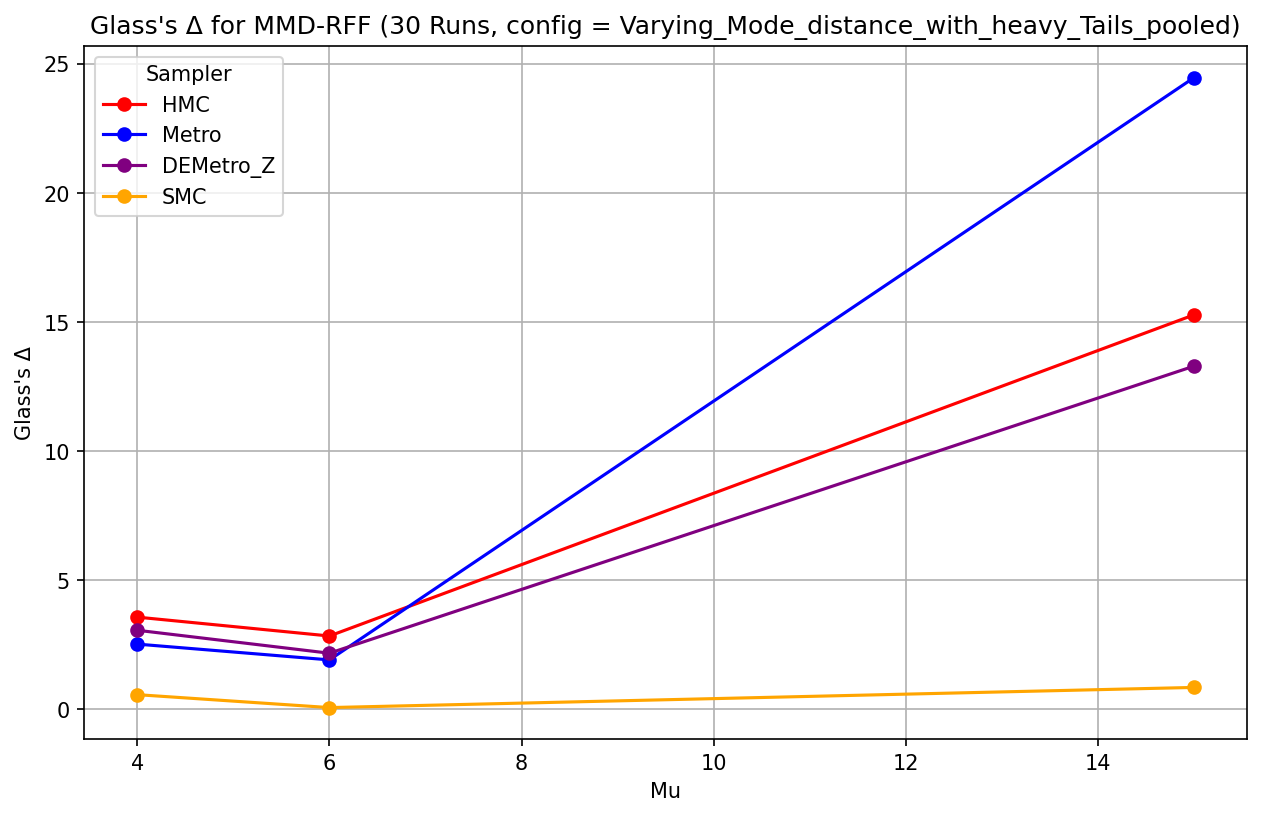 Glass's Δ for MMD-RFF (30 Runs, config = Varying_Mode_distance_with_heavy_Tails_pooled)
Glass's Δ
25
20
15
10
5
0
Sampler
HMC
Metro
DEMetro_Z
SMC
4 6 8 10 12 14
Mu